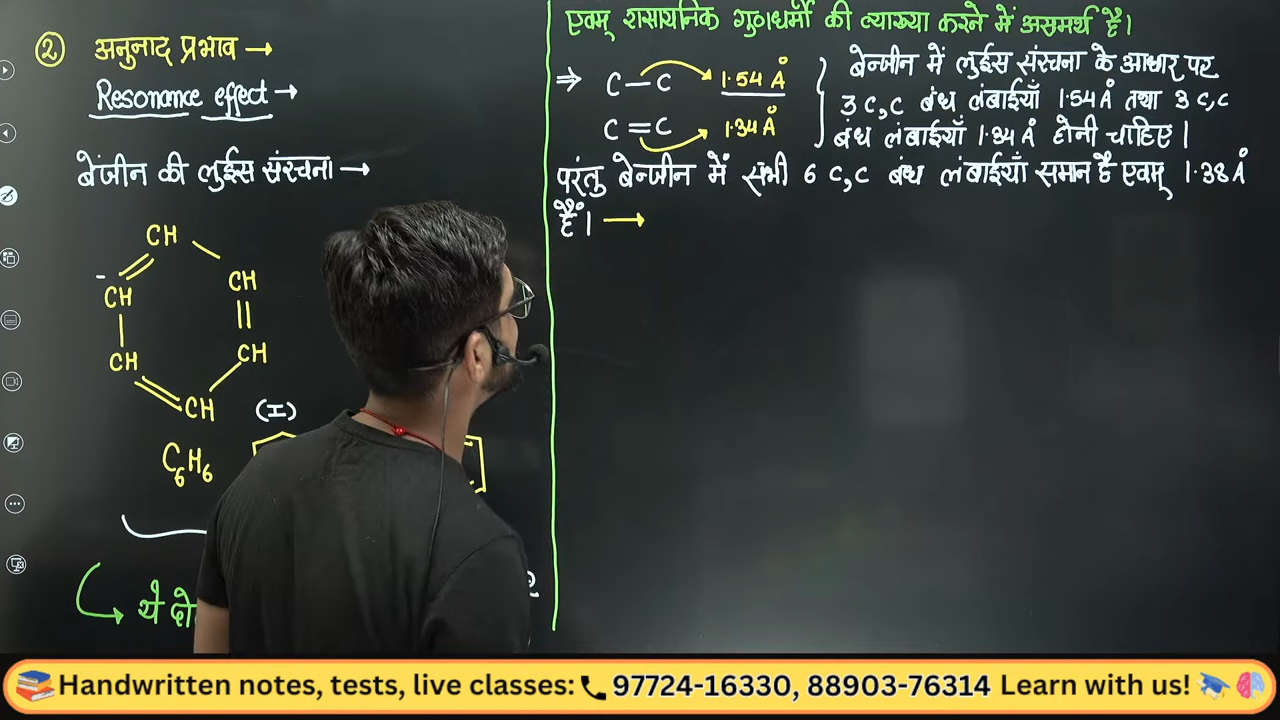 ② अनुनाद प्रभाव →
Resonance effect →
बेंजीन की लुईस संरचना →
CH
CH
CH
CH
CH
CH
(I)
C6H6
एवम् रासायनिक गुणधर्मों की व्याख्या करने में असमर्थ है।
⇒ C–C 1.54 Å
C=C 1.34 Å
बेन्जीन में लुईस संरचना के आधार पर
3 C,C बंध लंबाईयाँ 1.54 Å तथा 3 C,C
बंध लंबाईयाँ 1.34 Å होनी चाहिए।
परंतु बेन्जीन में सभी 6 C,C बंध लंबाईयाँ समान है एवम् 1.38 Å
हैं। →
Handwritten notes, tests, live classes: 97724-16330, 88903-76314 Learn with us!